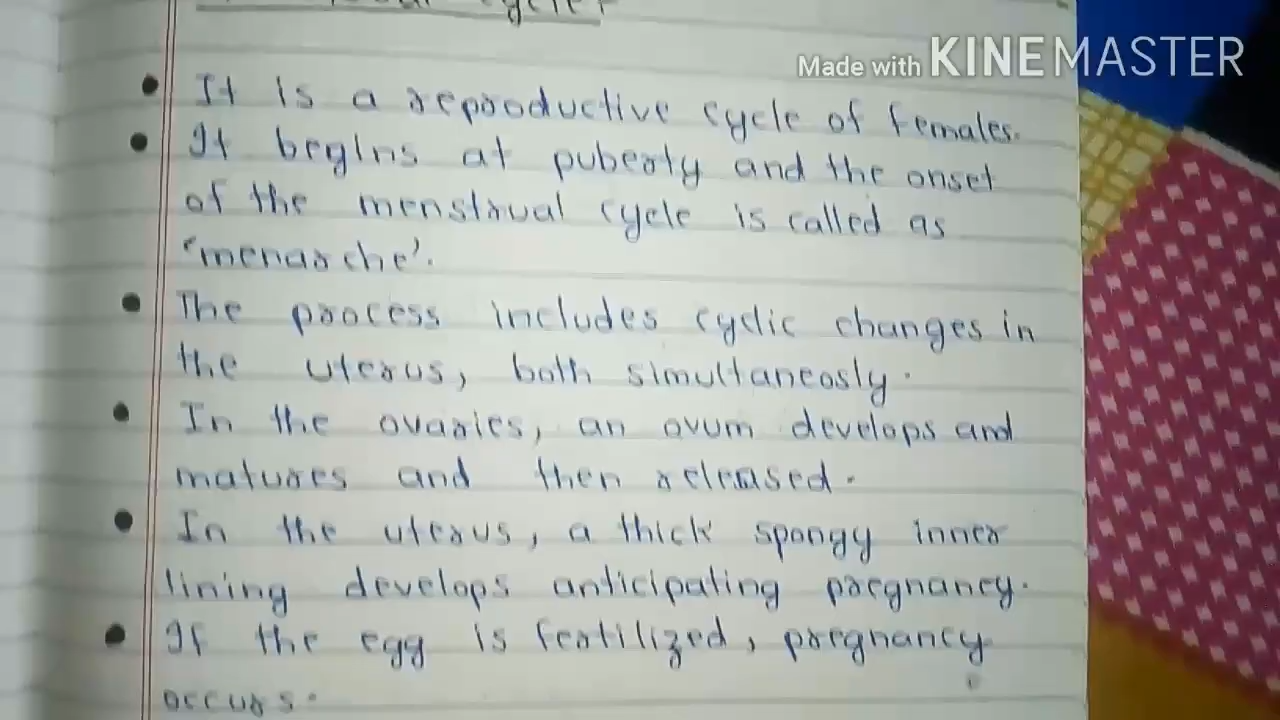 cycle:
Made with KINEMASTER
• It is a reproductive cycle of females.
• It begins at puberty and the onset
of the menstrual cycle is called as
'menarche'.
• The process includes cyclic changes in
the uterus, both simultaneosly.
• In the ovaries, an ovum develops and
matures and then released.
• In the uterus, a thick spongy inner
lining develops anticipating pregnancy.
• If the egg is fertilized, pregnancy
occurs.